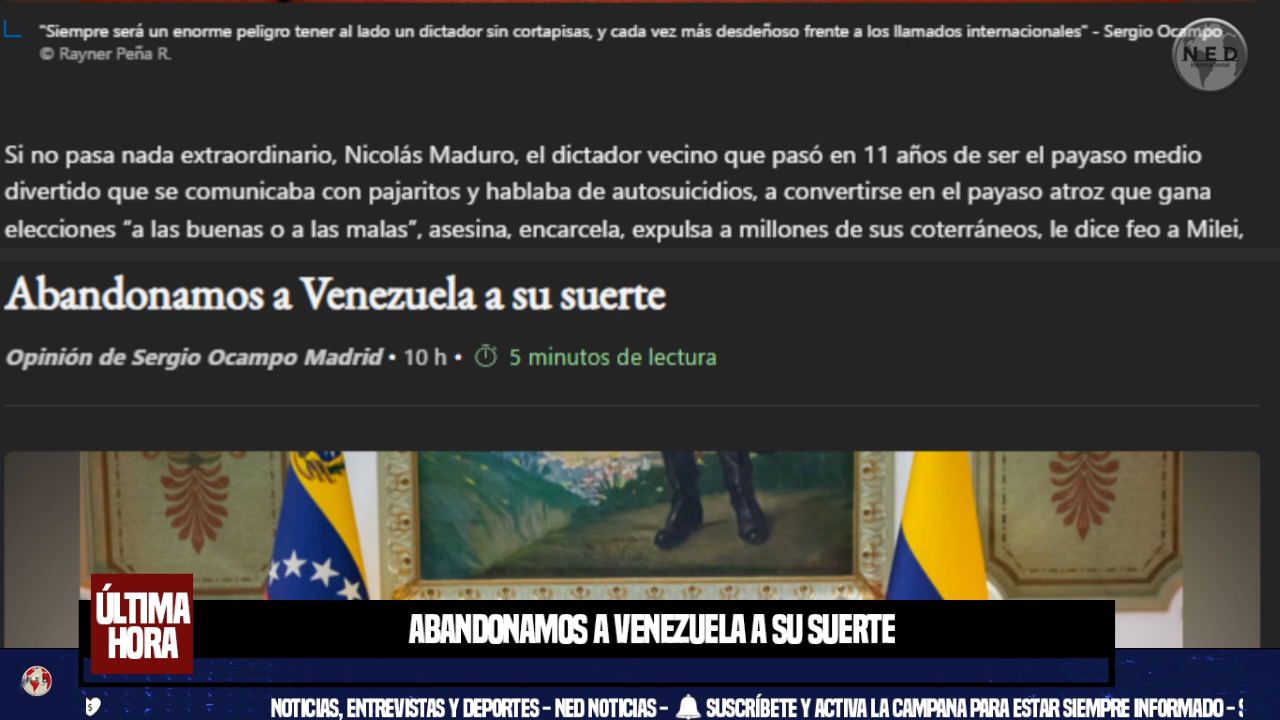 "Siempre será un enorme peligro tener al lado un dictador sin cortapisas, y cada vez más desdeñoso frente a los llamados internacionales" - Sergio Ocampo
© Rayner Peña R.
NED
international
Si no pasa nada extraordinario, Nicolás Maduro, el dictador vecino que pasó en 11 años de ser el payaso medio
divertido que se comunicaba con pajaritos y hablaba de autosuicidios, a convertirse en el payaso atroz que gana
elecciones “a las buenas o a las malas”, asesina, encarcela, expulsa a millones de sus coterráneos, le dice feo a Milei,
Abandonamos a Venezuela a su suerte
Opinión de Sergio Ocampo Madrid • 10 h • 5 minutos de lectura
ÚLTIMA
HORA
ABANDONAMOS A VENEZUELA A SU SUERTE
NOTICIAS, ENTREVISTAS Y DEPORTES - NED NOTICIAS - SUSCRÍBETE Y ACTIVA LA CAMPANA PARA ESTAR SIEMPRE INFORMADO -